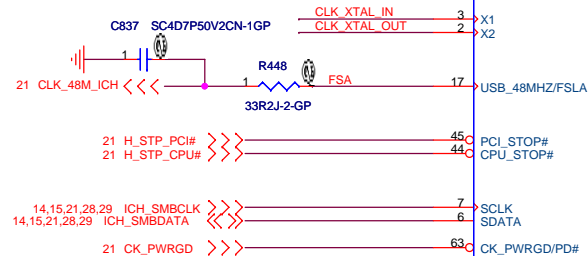 CLK_XTAL_IN 3 X1
CLK_XTAL_OUT 2 X2
C837 SC4D7P50V2CN-1GP
1
R448
21 CLK_48M_ICH 1 FSA 17 USB_48MHZ/FSLA
33R2J-2-GP
21 H_STP_PCI# 45 PCI_STOP#
21 H_STP_CPU# 44 CPU_STOP#
14,15,21,28,29 ICH_SMBCLK 7 SCLK
14,15,21,28,29 ICH_SMBDATA 6 SDATA
21 CK_PWRGD 63 CK_PWRGD/PD#